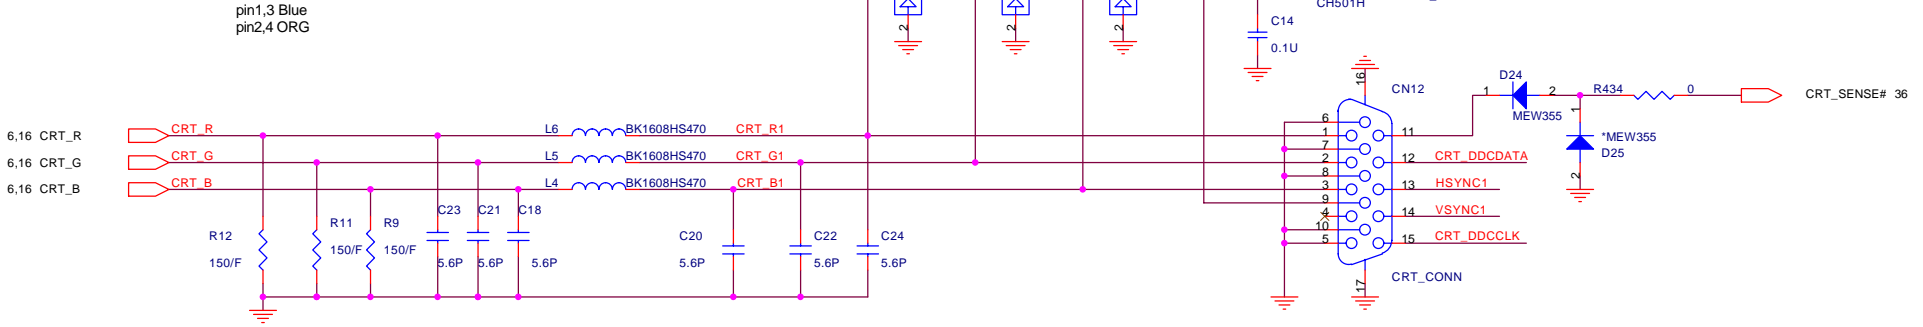 pin1,3 Blue
pin2,4 ORG
2
2
2
C14
0.1U
16
CN12
D24
1
2
MEW355
R434
0
CRT_SENSE# 36
1
*MEW355
D25
2
6,16 CRT_R
CRT_R
L6
BK1608HS470
CRT_R1
6,16 CRT_G
CRT_G
L5
BK1608HS470
CRT_G1
6,16 CRT_B
CRT_B
L4
BK1608HS470
CRT_B1
6
1
7
2
8
3
9
4
10
5
11
12
CRT_DDCDATA
13
HSYNC1
14
VSYNC1
15
CRT_DDCCLK
R12
150/F
R11
150/F
R9
150/F
C23
5.6P
C21
5.6P
C18
5.6P
C20
5.6P
C22
5.6P
C24
5.6P
17
CRT_CONN